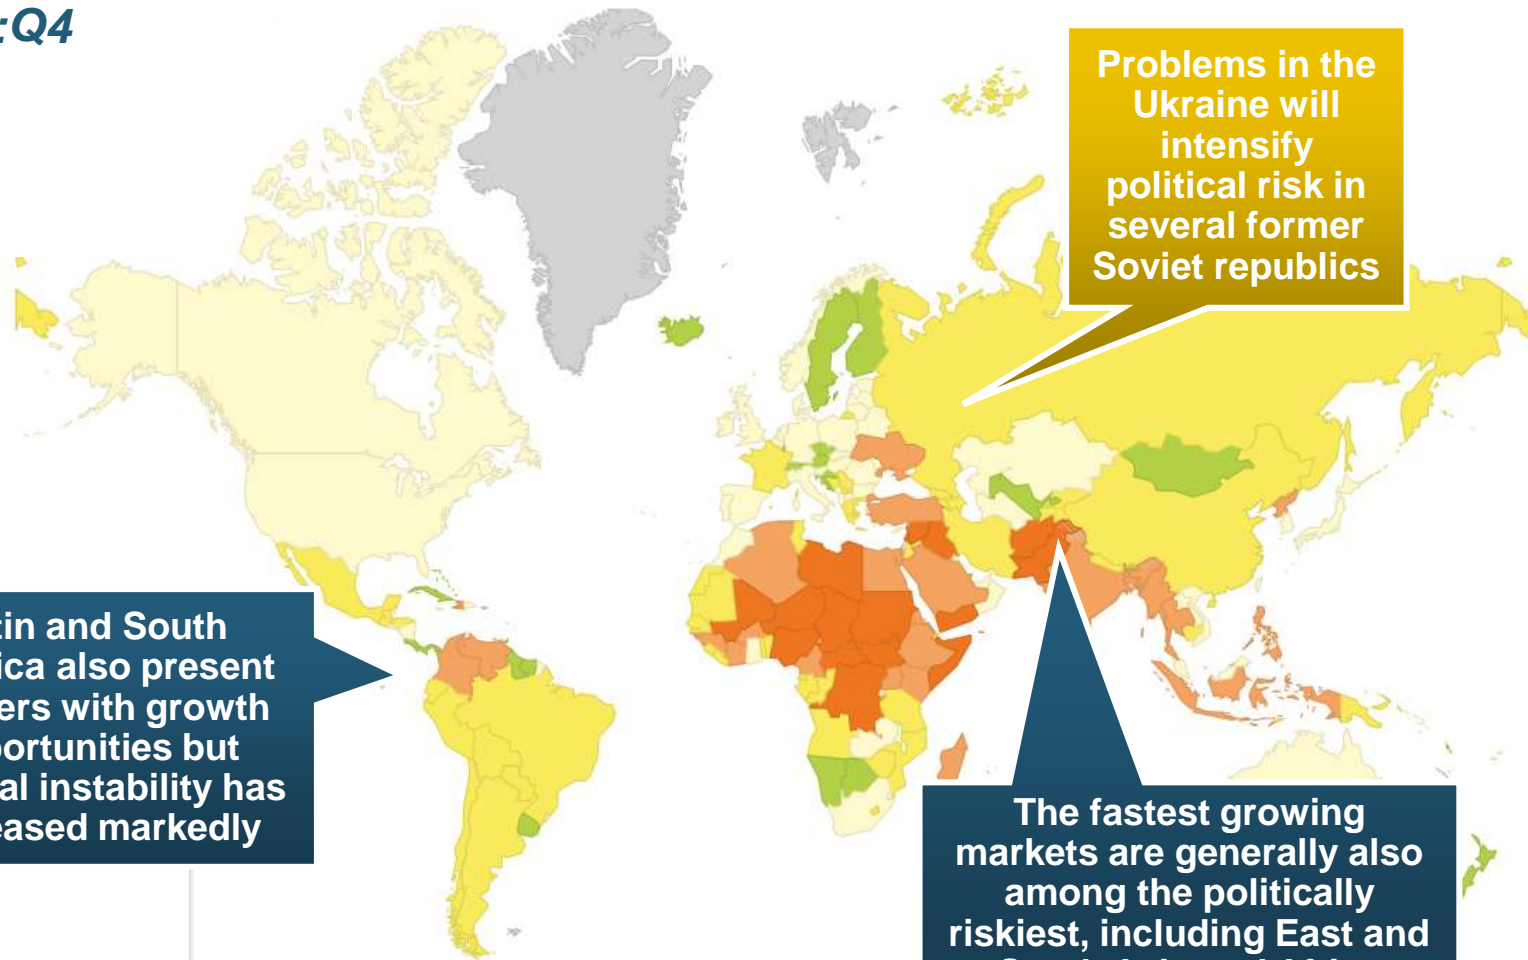 :Q4
Problems in the
Ukraine will
intensify
political risk in
several former
Soviet republics
tin and South
ica also present
ers with growth
portunities but
al instability has
eased markedly
The fastest growing
markets are generally also
among the politically
riskiest, including East and